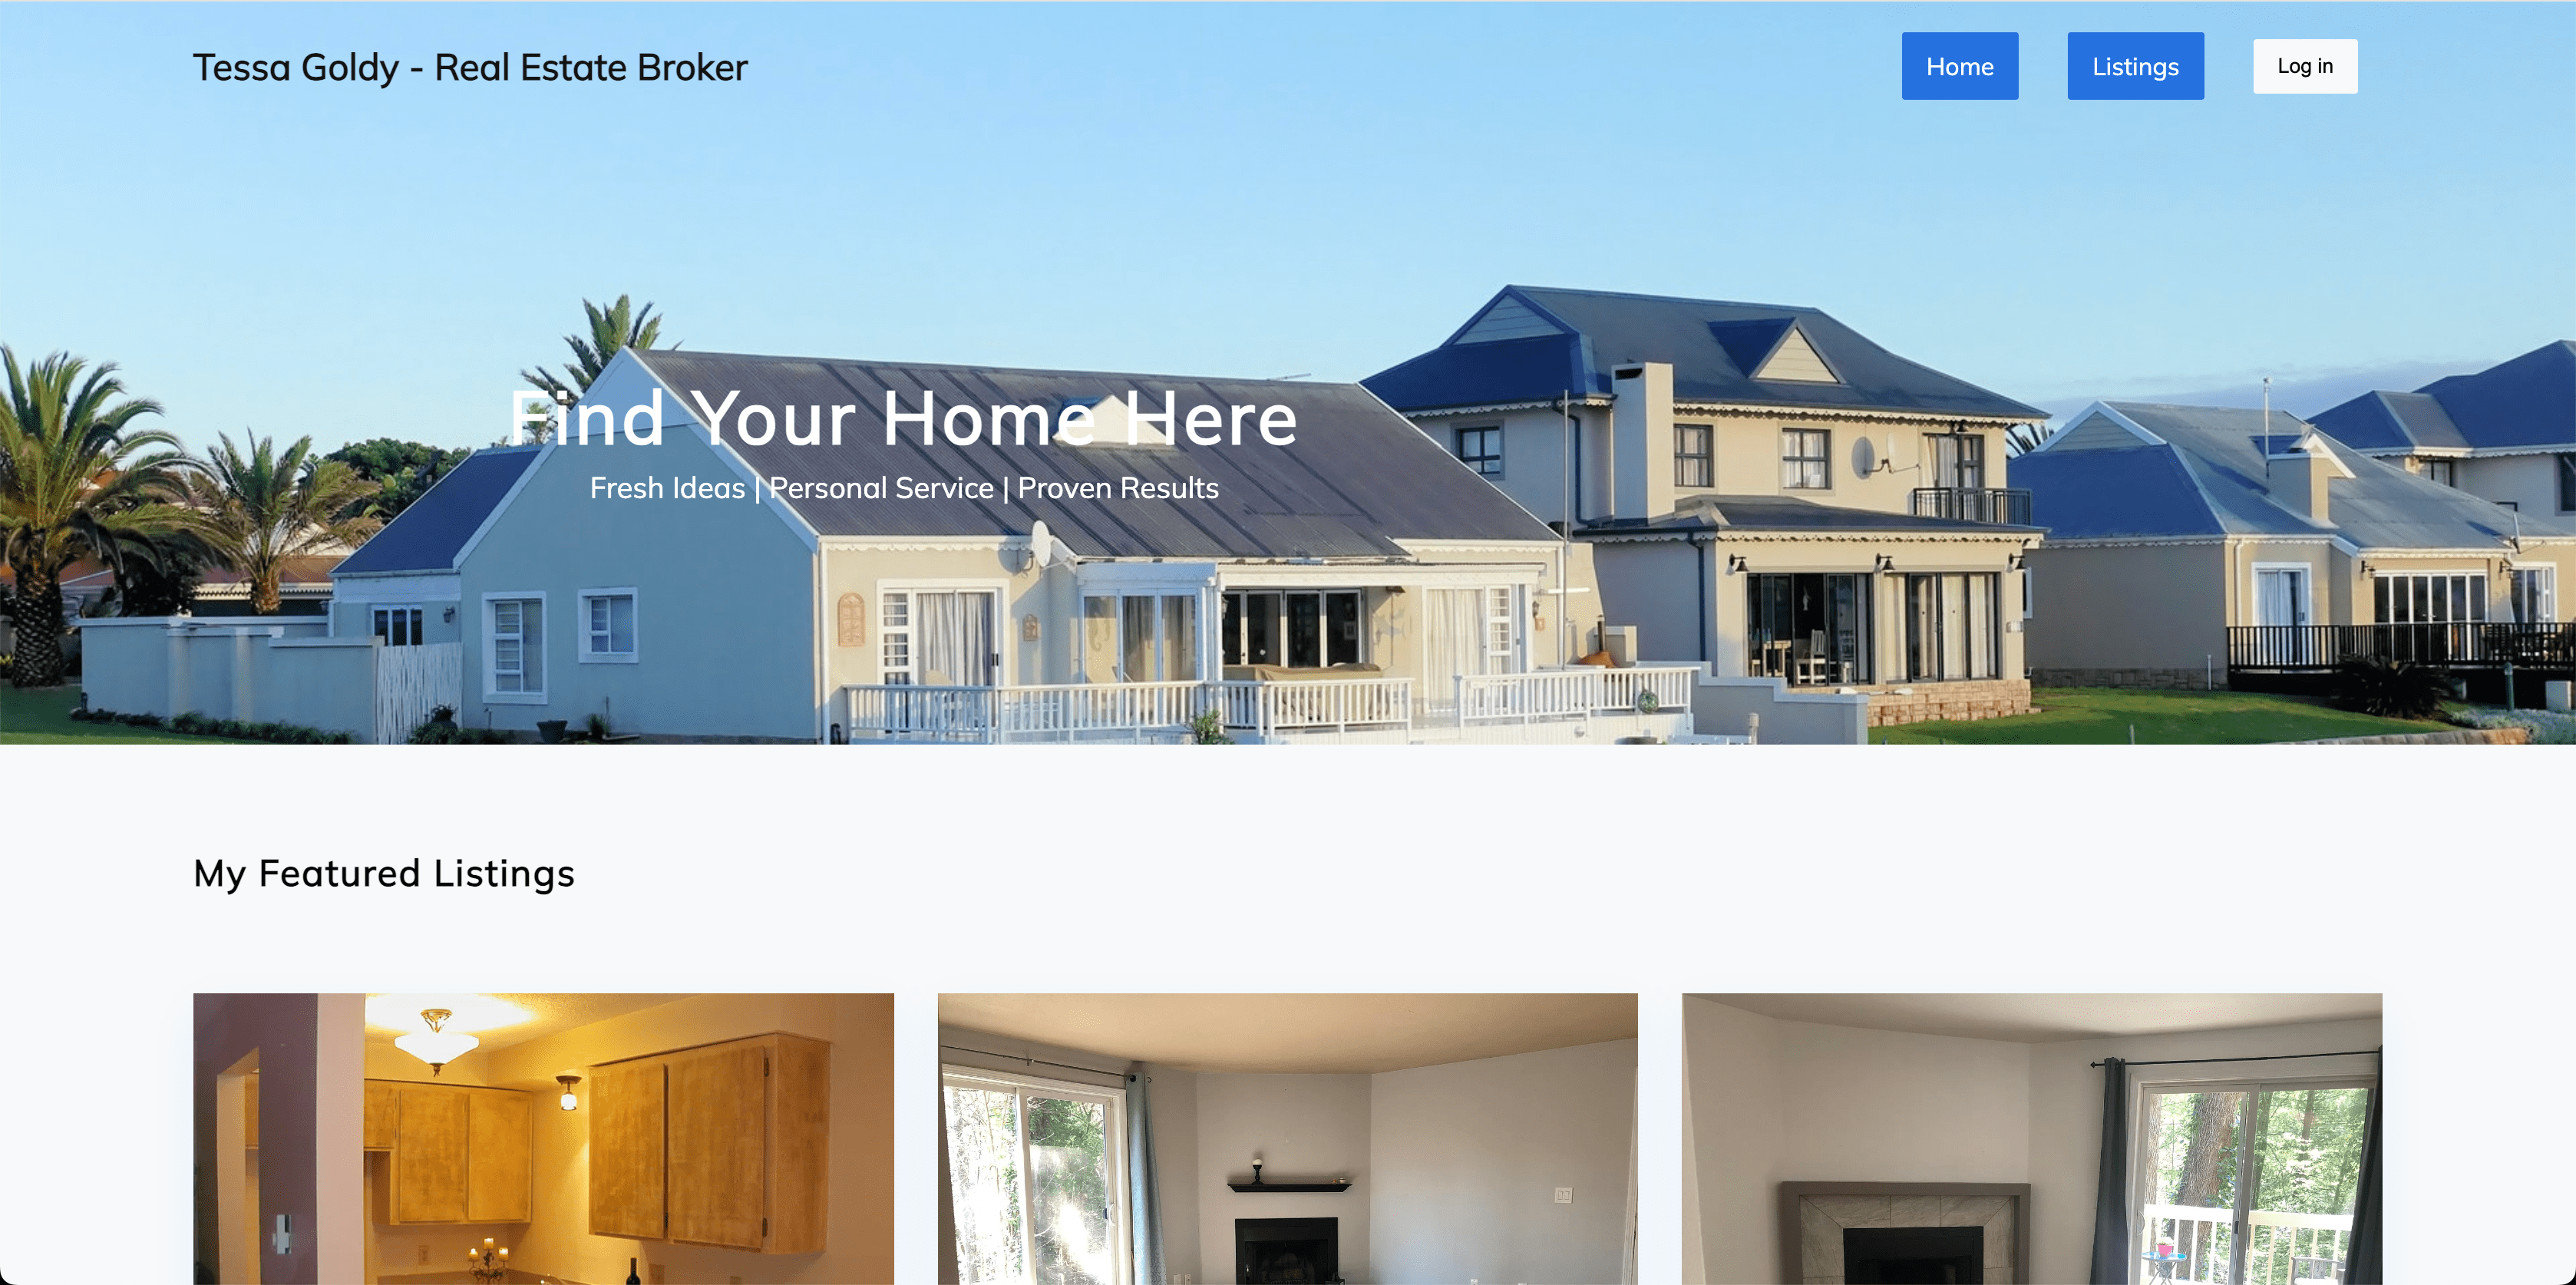 Tessa Goldy - Real Estate Broker
Home
Listings
Log in
Find Your Home Here
Fresh Ideas | Personal Service | Proven Results
My Featured Listings